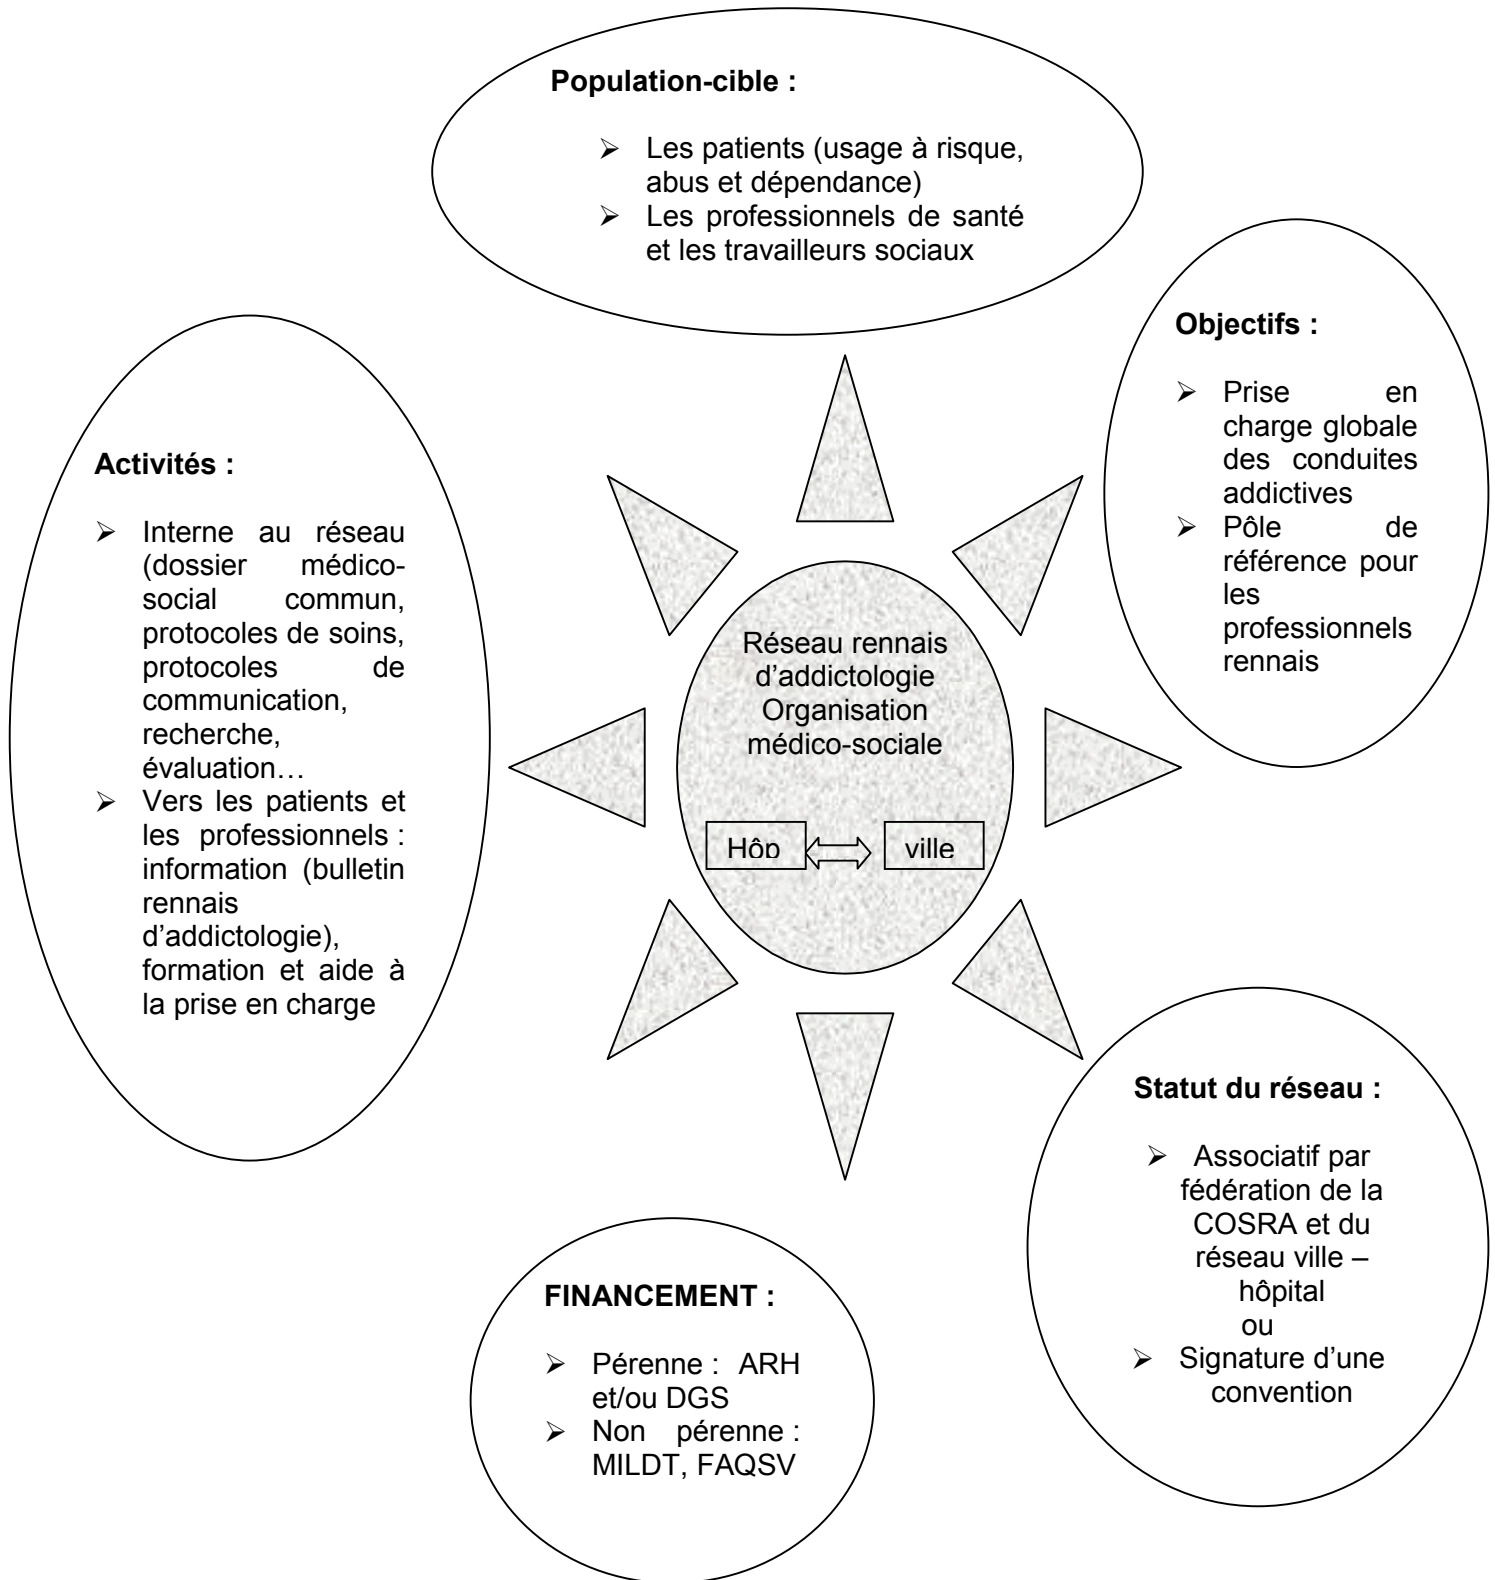 Population-cible :
➢ Les patients (usage à risque,
abus et dépendance)
➢ Les professionnels de santé
et les travailleurs sociaux
Objectifs :
➢ Prise en
charge globale
des conduites
addictives
➢ Pôle de
référence pour
les
professionnels
rennais
Activités :
➢ Interne au réseau
(dossier médico-
social commun,
protocoles de soins,
protocoles de
communication,
recherche,
évaluation…
➢ Vers les patients et
les professionnels :
information (bulletin
rennais
d’addictologie),
formation et aide à
la prise en charge
Réseau rennais
d’addictologie
Organisation
médico-sociale
Hôp
ville
Statut du réseau :
➢ Associatif par
fédération de la
COSRA et du
réseau ville –
hôpital
ou
➢ Signature d’une
convention
FINANCEMENT :
➢ Pérenne : ARH
et/ou DGS
➢ Non pérenne :
MILDT, FAQSV